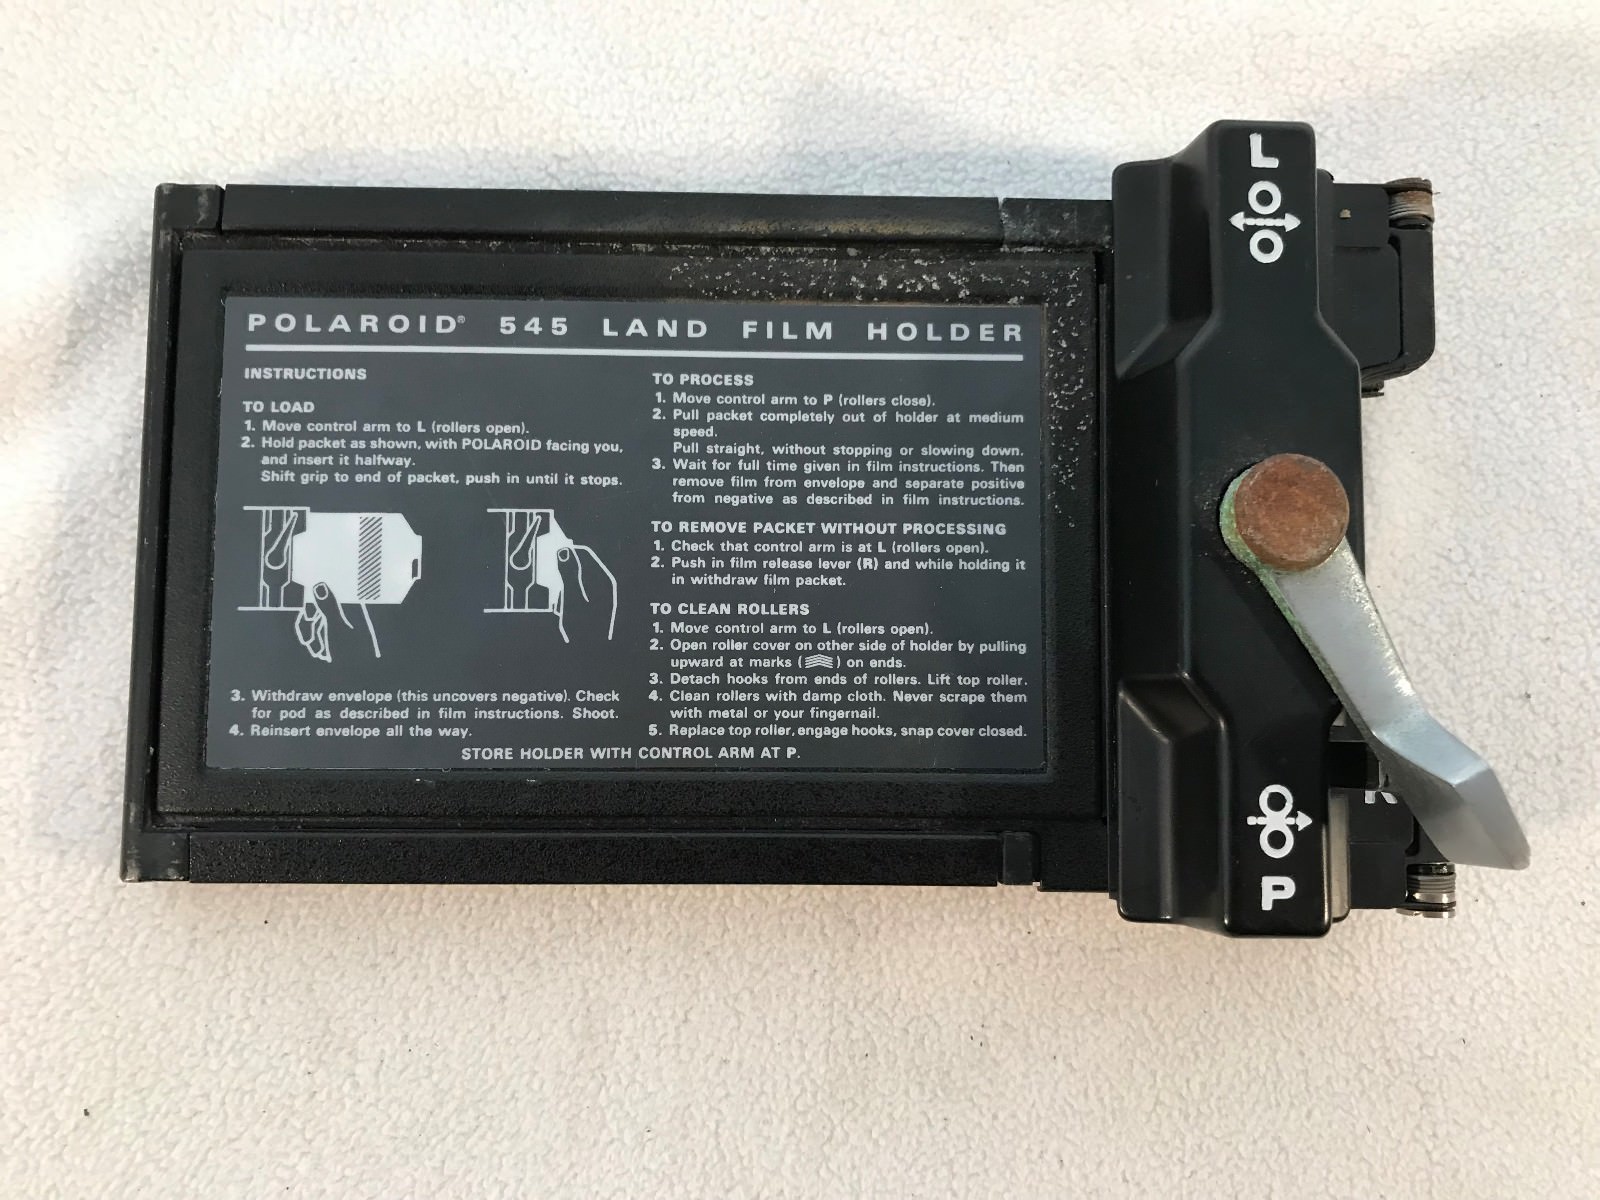 POLAROID® 545 LAND FILM HOLDER
INSTRUCTIONS
TO LOAD
1. Move control arm to L (rollers open).
2. Hold packet as shown, with POLAROID facing you,
and insert it halfway.
Shift grip to end of packet, push in until it stops.
3. Withdraw envelope (this uncovers negative). Check
for pod as described in film instructions. Shoot.
4. Reinsert envelope all the way.
TO PROCESS
1. Move control arm to P (rollers close).
2. Pull packet completely out of holder at medium
speed.
Pull straight, without stopping or slowing down.
3. Wait for full time given in film instructions. Then
remove film from envelope and separate positive
from negative as described in film instructions.
TO REMOVE PACKET WITHOUT PROCESSING
1. Check that control arm is at L (rollers open).
2. Push in film release lever (R) and while holding it
in withdraw film packet.
TO CLEAN ROLLERS
1. Move control arm to L (rollers open).
2. Open roller cover on other side of holder by pulling
upward at marks ( ) on ends.
3. Detach hooks from ends of rollers. Lift top roller.
4. Clean rollers with damp cloth. Never scrape them
with metal or your fingernail.
5. Replace top roller, engage hooks, snap cover closed.
STORE HOLDER WITH CONTROL ARM AT P.
L
R
P